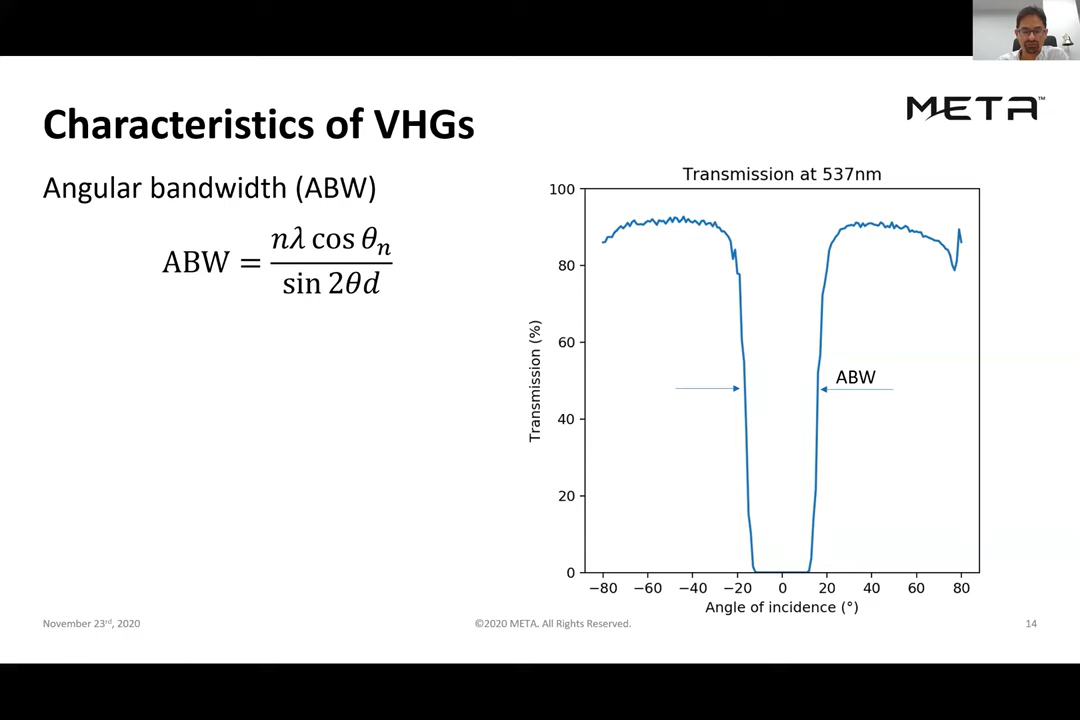 Characteristics of VHGs
META™
Angular bandwidth (ABW)
ABW = nλ cos θₙ / sin 2θd
Transmission at 537nm
Transmission (%)
100
80
60
40
20
0
ABW
−80 −60 −40 −20 0 20 40 60 80
Angle of incidence (°)
November 23rd, 2020
©2020 META. All Rights Reserved.
14